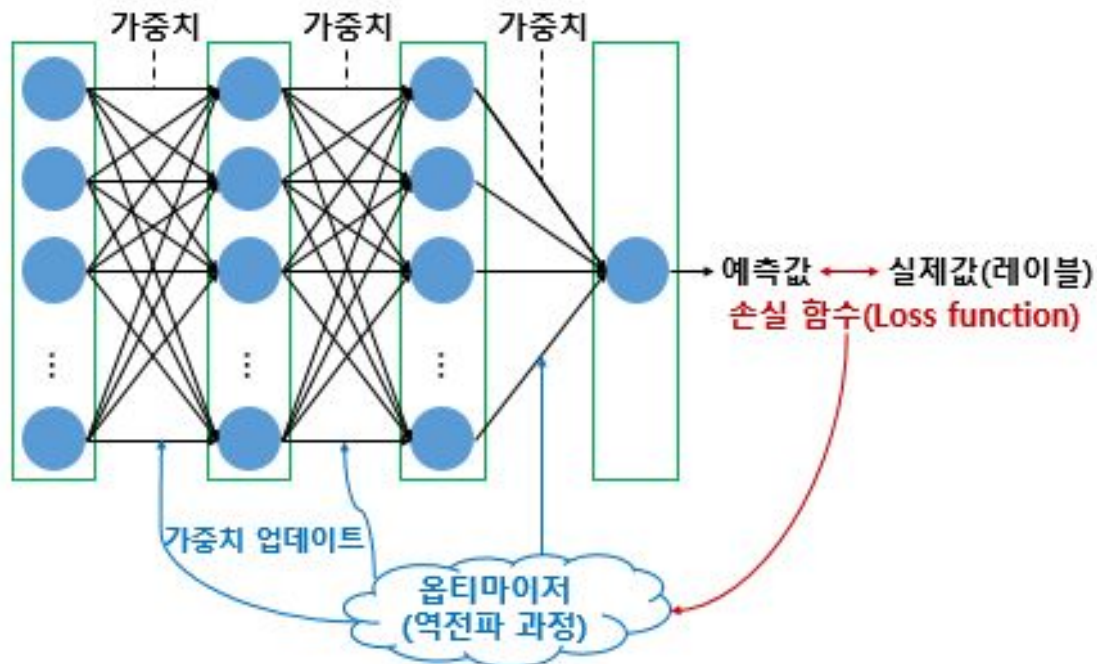 가중치 가중치 가중치
예측값 실제값(레이블)
손실 함수(Loss function)
⋮ ⋮ ⋮
가중치 업데이트
옵티마이저
(역전파 과정)